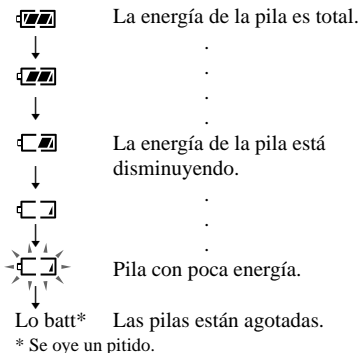 La energía de la pila es total.
.
.
.
.
La energía de la pila está
disminuyendo.
.
.
.
Pila con poca energía.
Lo batt* Las pilas están agotadas.
* Se oye un pitido.